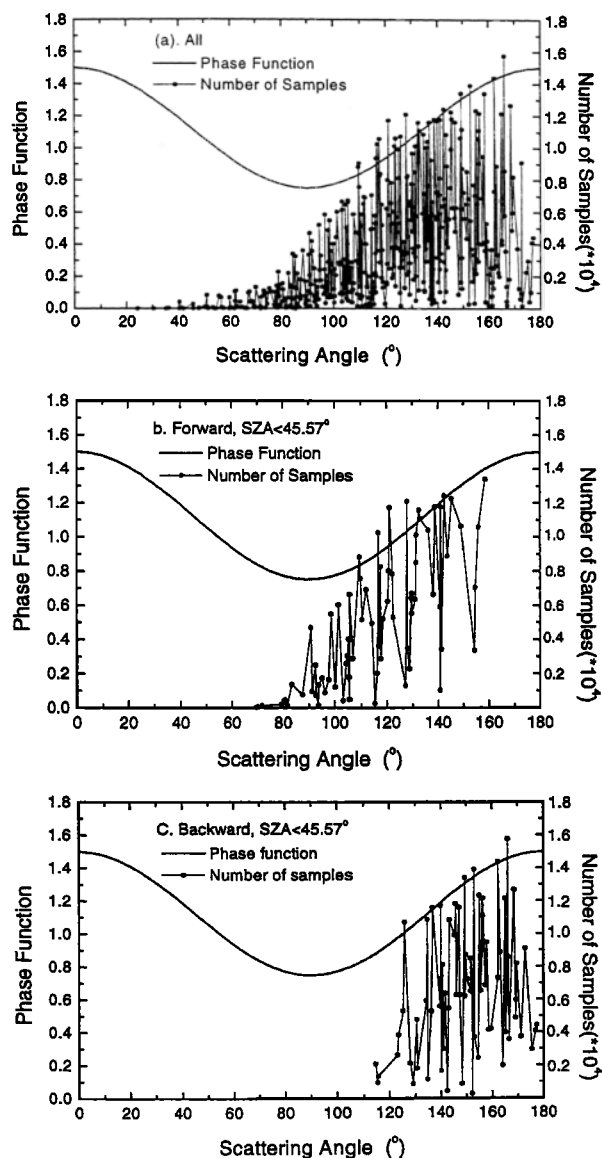 (a). All
Phase Function
Number of Samples
1.8
1.6
1.4
1.2
1.0
0.8
0.6
0.4
0.2
0.0
Phase Function
1.8
1.6
1.4
1.2
1.0
0.8
0.6
0.4
0.2
Number of Samples(*10^4)
0 20 40 60 80 100 120 140 160 180
Scattering Angle (°)
b. Forward, SZA<45.57°
Phase Function
Number of Samples
1.8
1.6
1.4
1.2
1.0
0.8
0.6
0.4
0.2
0.0
Phase Function
1.8
1.6
1.4
1.2
1.0
0.8
0.6
0.4
0.2
Number of Samples(*10^4)
0 20 40 60 80 100 120 140 160 180
Scattering Angle (°)
C. Backward, SZA<45.57°
Phase function
Number of samples
1.8
1.6
1.4
1.2
1.0
0.8
0.6
0.4
0.2
0.0
Phase Function
1.8
1.6
1.4
1.2
1.0
0.8
0.6
0.4
0.2
Number of Samples(*10^4)
0 20 40 60 80 100 120 140 160 180
Scattering Angle (°)